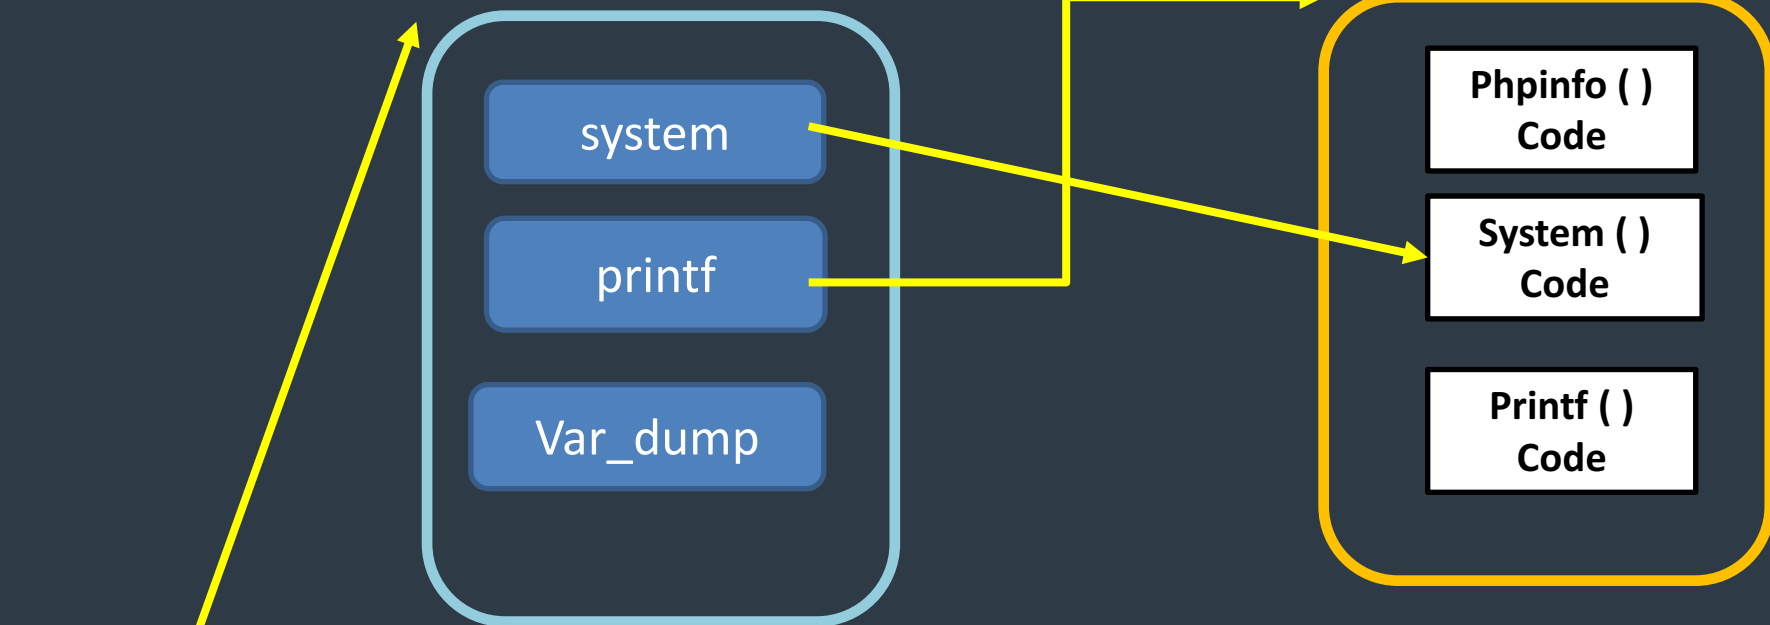 system
printf
Var_dump
Phpinfo ( )
Code
System ( )
Code
Printf ( )
Code